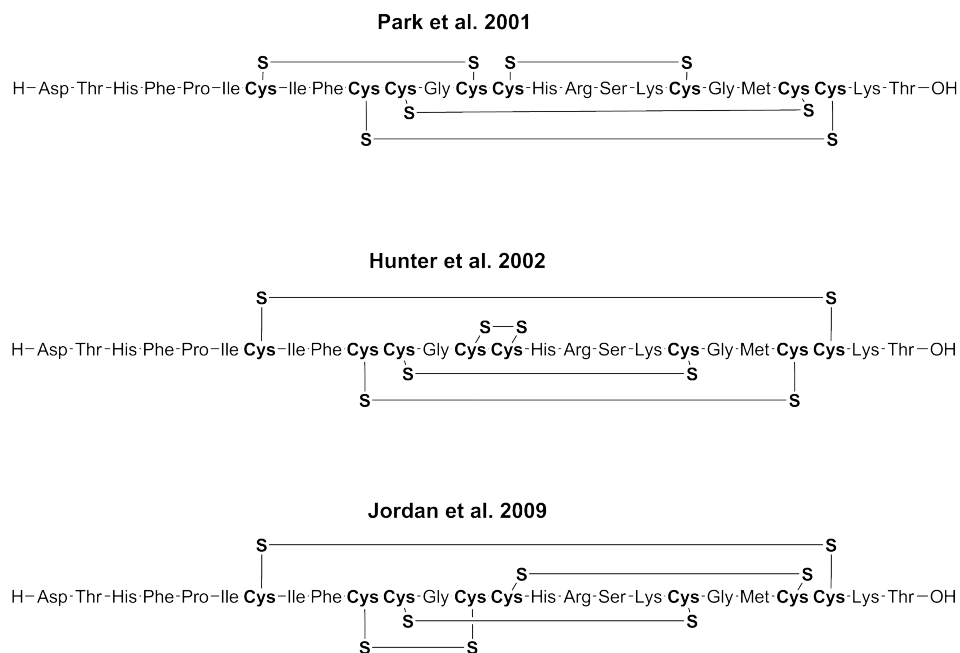 Park et al. 2001
S S S S
H-Asp-Thr-His-Phe-Pro-Ile Cys-Ile-Phe Cys Cys-Gly Cys Cys-His-Arg-Ser-Lys Cys-Gly-Met Cys Cys-Lys-Thr-OH
S S
S S
Hunter et al. 2002
S S
S S
H-Asp-Thr-His-Phe-Pro-Ile Cys-Ile-Phe Cys Cys-Gly Cys Cys-His-Arg-Ser-Lys Cys-Gly-Met Cys Cys-Lys-Thr-OH
S S
S S
Jordan et al. 2009
S S
S S
H-Asp-Thr-His-Phe-Pro-Ile Cys-Ile-Phe Cys Cys-Gly Cys Cys-His-Arg-Ser-Lys Cys-Gly-Met Cys Cys-Lys-Thr-OH
S S
S S